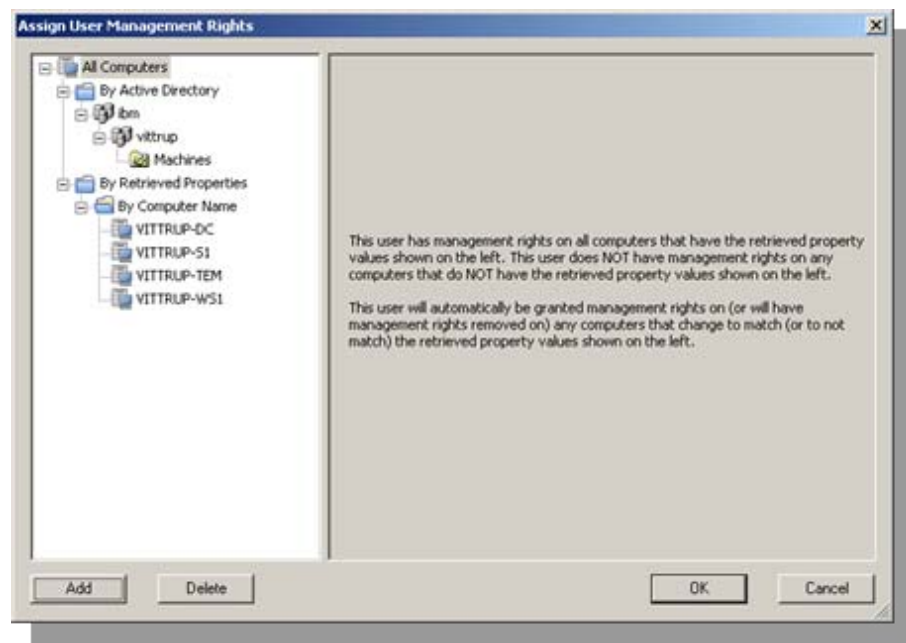 Assign User Management Rights
All Computers
By Active Directory
ibm
vittrup
Machines
By Retrieved Properties
By Computer Name
VITTRUP-DC
VITTRUP-S1
VITTRUP-TEM
VITTRUP-WS1
This user has management rights on all computers that have the retrieved property
values shown on the left. This user does NOT have management rights on any
computers that do NOT have the retrieved property values shown on the left.
This user will automatically be granted management rights on (or will have
management rights removed on) any computers that change to match (or to not
match) the retrieved property values shown on the left.
Add
Delete
OK
Cancel